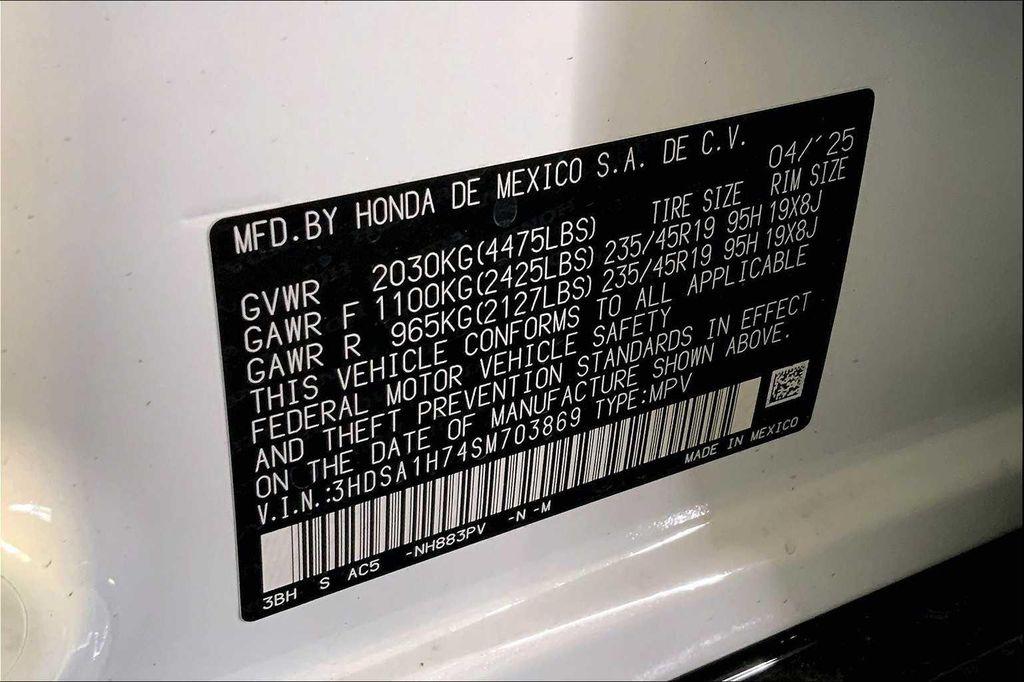 MFD.BY HONDA DE MEXICO S.A. DE C.V. 04/'25
TIRE SIZE RIM SIZE
GVWR 2030KG(4475LBS)
GAWR F 1100KG(2425LBS) 235/45R19 95H 19X8J
GAWR R 965KG(2127LBS) 235/45R19 95H 19X8J
THIS VEHICLE CONFORMS TO ALL APPLICABLE
FEDERAL MOTOR VEHICLE SAFETY
AND THEFT PREVENTION STANDARDS IN EFFECT
ON THE DATE OF MANUFACTURE SHOWN ABOVE.
V.I.N.:3HDSA1H74SM703869 TYPE:MPV
MADE IN MEXICO
3BH S AC5 -NH883PV -N -M